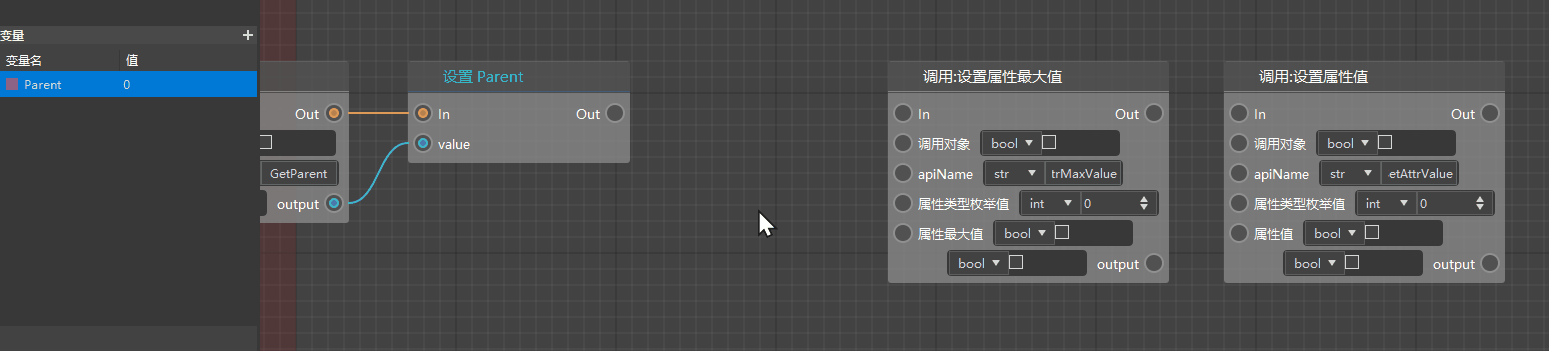 变量
变量名 值
Parent 0
Out
GetParent
output
设置 Parent
In Out
value
调用:设置属性最大值
In Out
调用对象 bool
apiName str trMaxValue
属性类型枚举值 int 0
属性最大值 bool
bool output
调用:设置属性值
In Out
调用对象 bool
apiName str etAttrValue
属性类型枚举值 int 0
属性值 bool
bool output